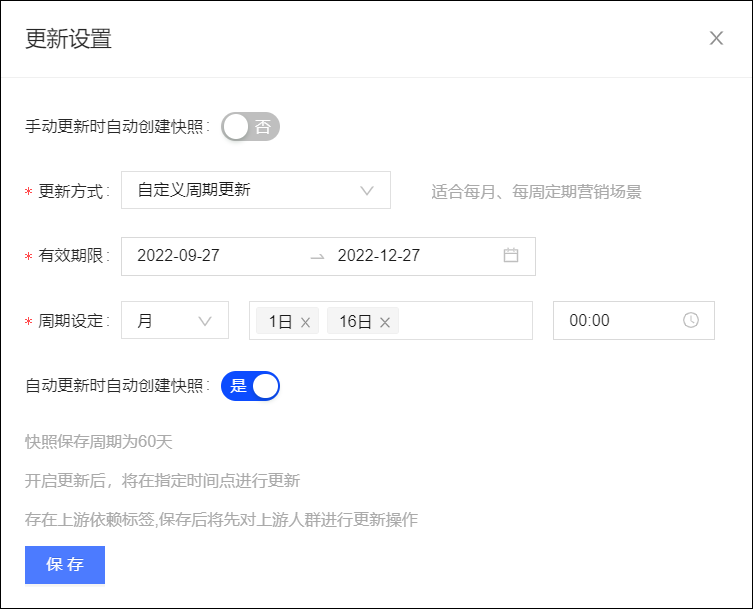 更新设置
手动更新时自动创建快照: 否
* 更新方式: 自定义周期更新 适合每月、每周定期营销场景
* 有效期限: 2022-09-27 → 2022-12-27
* 周期设定: 月 1日 × 16日 × 00:00
自动更新时自动创建快照: 是
快照保存周期为60天
开启更新后，将在指定时间点进行更新
存在上游依赖标签,保存后将先对上游人群进行更新操作
保 存